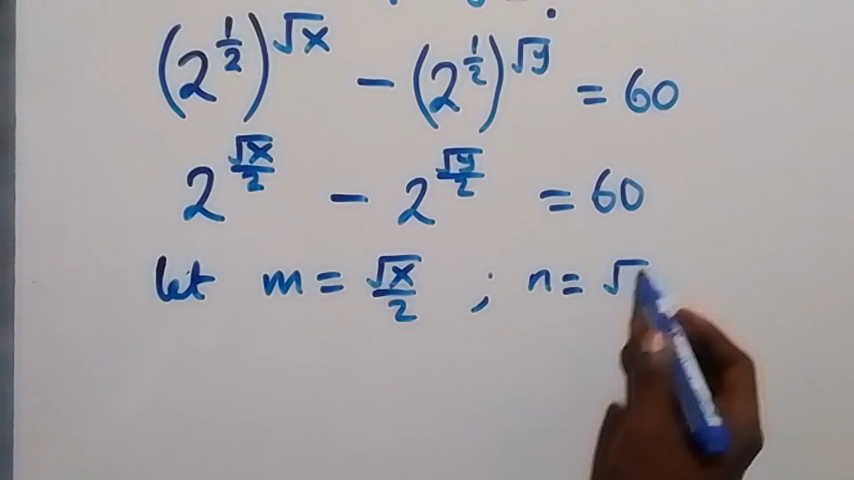 (2^{1/2})^{√x} - (2^{1/2})^{√y} = 60
2^{√x/2} - 2^{√y/2} = 60
let m = √x/2 ; n = √